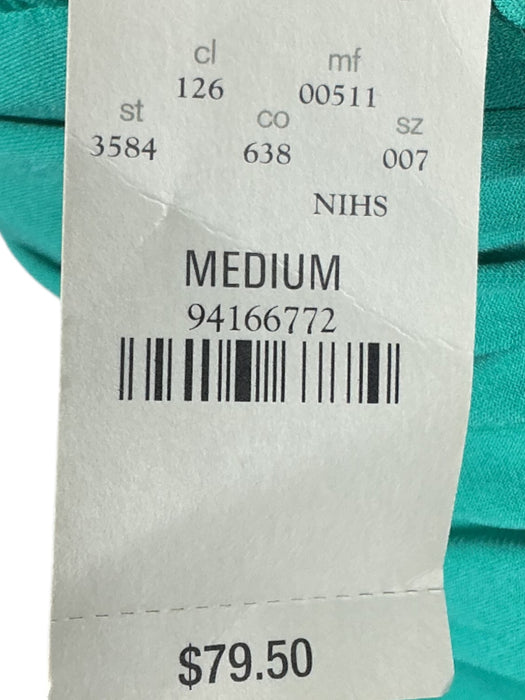 cl mf
126 00511
st co sz
3584 638 007
NIHS
MEDIUM
94166772
$79.50